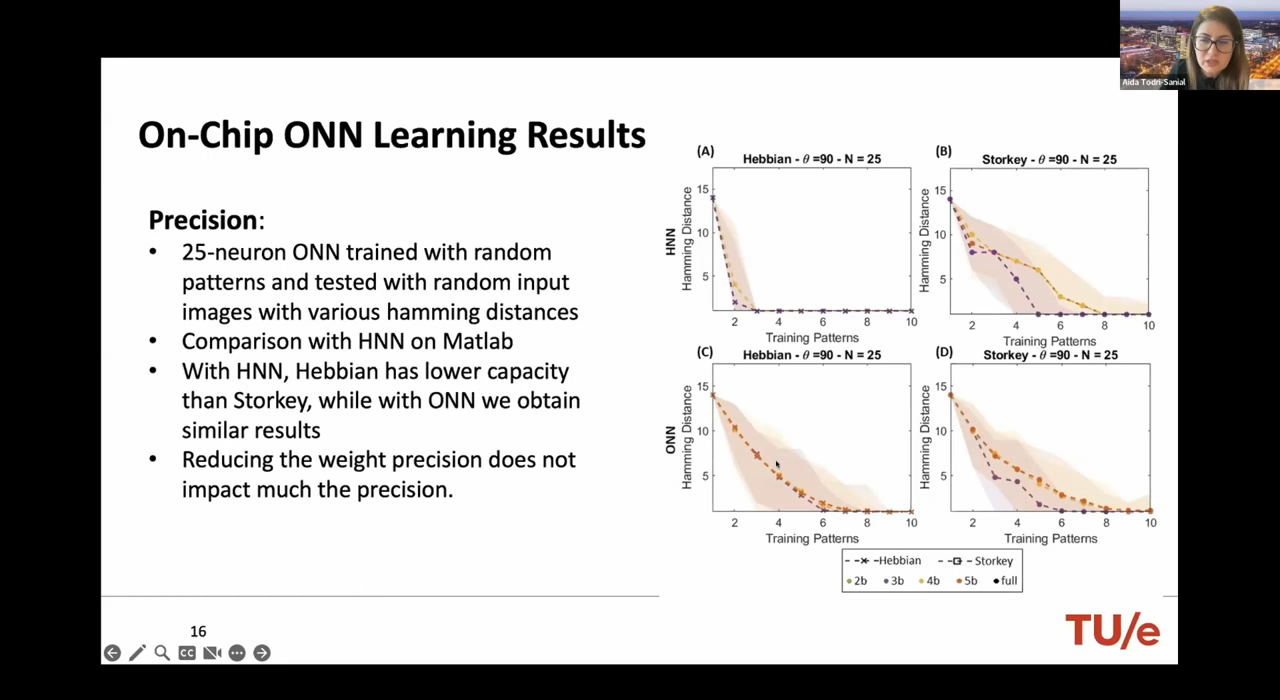 Aida Todri-Sanial
On-Chip ONN Learning Results
Precision:
• 25-neuron ONN trained with random
patterns and tested with random input
images with various hamming distances
• Comparison with HNN on Matlab
• With HNN, Hebbian has lower capacity
than Storkey, while with ONN we obtain
similar results
• Reducing the weight precision does not
impact much the precision.
(A)
Hebbian - θ =90 - N = 25
HNN
Hamming Distance
15
10
5
2 4 6 8 10
Training Patterns
(B)
Storkey - θ =90 - N = 25
Hamming Distance
15
10
5
2 4 6 8 10
Training Patterns
(C)
Hebbian - θ =90 - N = 25
ONN
Hamming Distance
15
10
5
2 4 6 8 10
Training Patterns
(D)
Storkey - θ =90 - N = 25
Hamming Distance
15
10
5
2 4 6 8 10
Training Patterns
Hebbian Storkey
2b 3b 4b 5b full
16
CC
TU/e